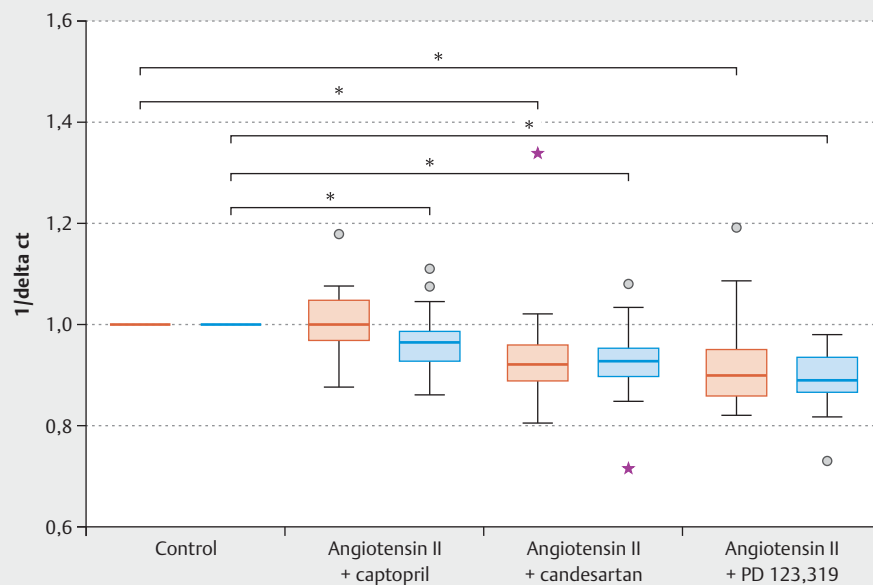 1/delta ct
1,6
1,4
1,2
1,0
0,8
0,6
*
*
*
*
*
Control
Angiotensin II
+ captopril
Angiotensin II
+ candesartan
Angiotensin II
+ PD 123,319